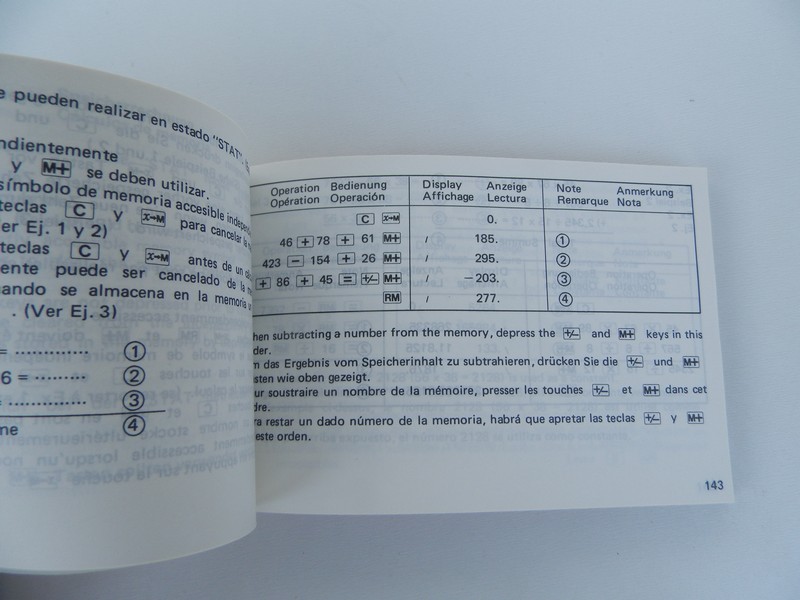 e pueden realizar en estado "STAT".
ndientemente
y M+ se deben utilizar.
símbolo de memoria accesible
teclas C y x→M para cancelar la
er Ej. 1 y 2)
teclas C y x→M antes de un
ente puede ser cancelado de la
ando se almacena en la memoria
. (Ver Ej. 3)
= ·············· ①
6 = ········· ②
= ·············· ③
ne ④
Operation Bedienung Display Anzeige Note Anmerkung
Opération Operación Affichage Lectura Remarque Nota
C x→M 0.
46 + 78 + 61 M+ / 185. ①
423 − 154 + 26 M+ / 295. ②
+ 86 + 45 = +/− M+ / −203. ③
RM / 277. ④
hen subtracting a number from the memory, depress the +/− and M+ keys in this
der.
m das Ergebnis vom Speicherinhalt zu subtrahieren, drücken Sie die +/− und M+
sten wie oben gezeigt.
ur soustraire un nombre de la mémoire, presser les touches +/− et M+ dans cet
dre.
ra restar un dado número de la memoria, habrá que apretar las teclas +/− y M+
este orden.
143